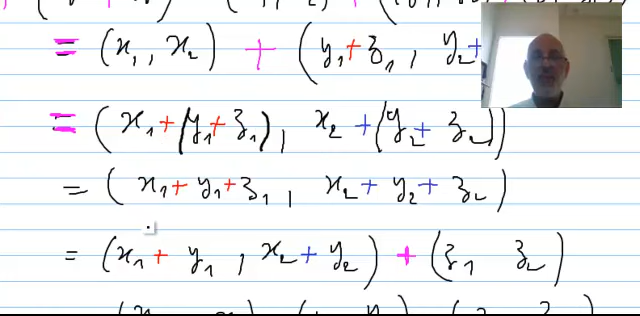 = (x₁, x₂) + (y₁+z₁, y₂+
= (x₁+(y₁+z₁), x₂+(y₂+z₂))
= (x₁+y₁+z₁, x₂+y₂+z₂)
= (x₁+y₁, x₂+y₂) + (z₁ z₂)